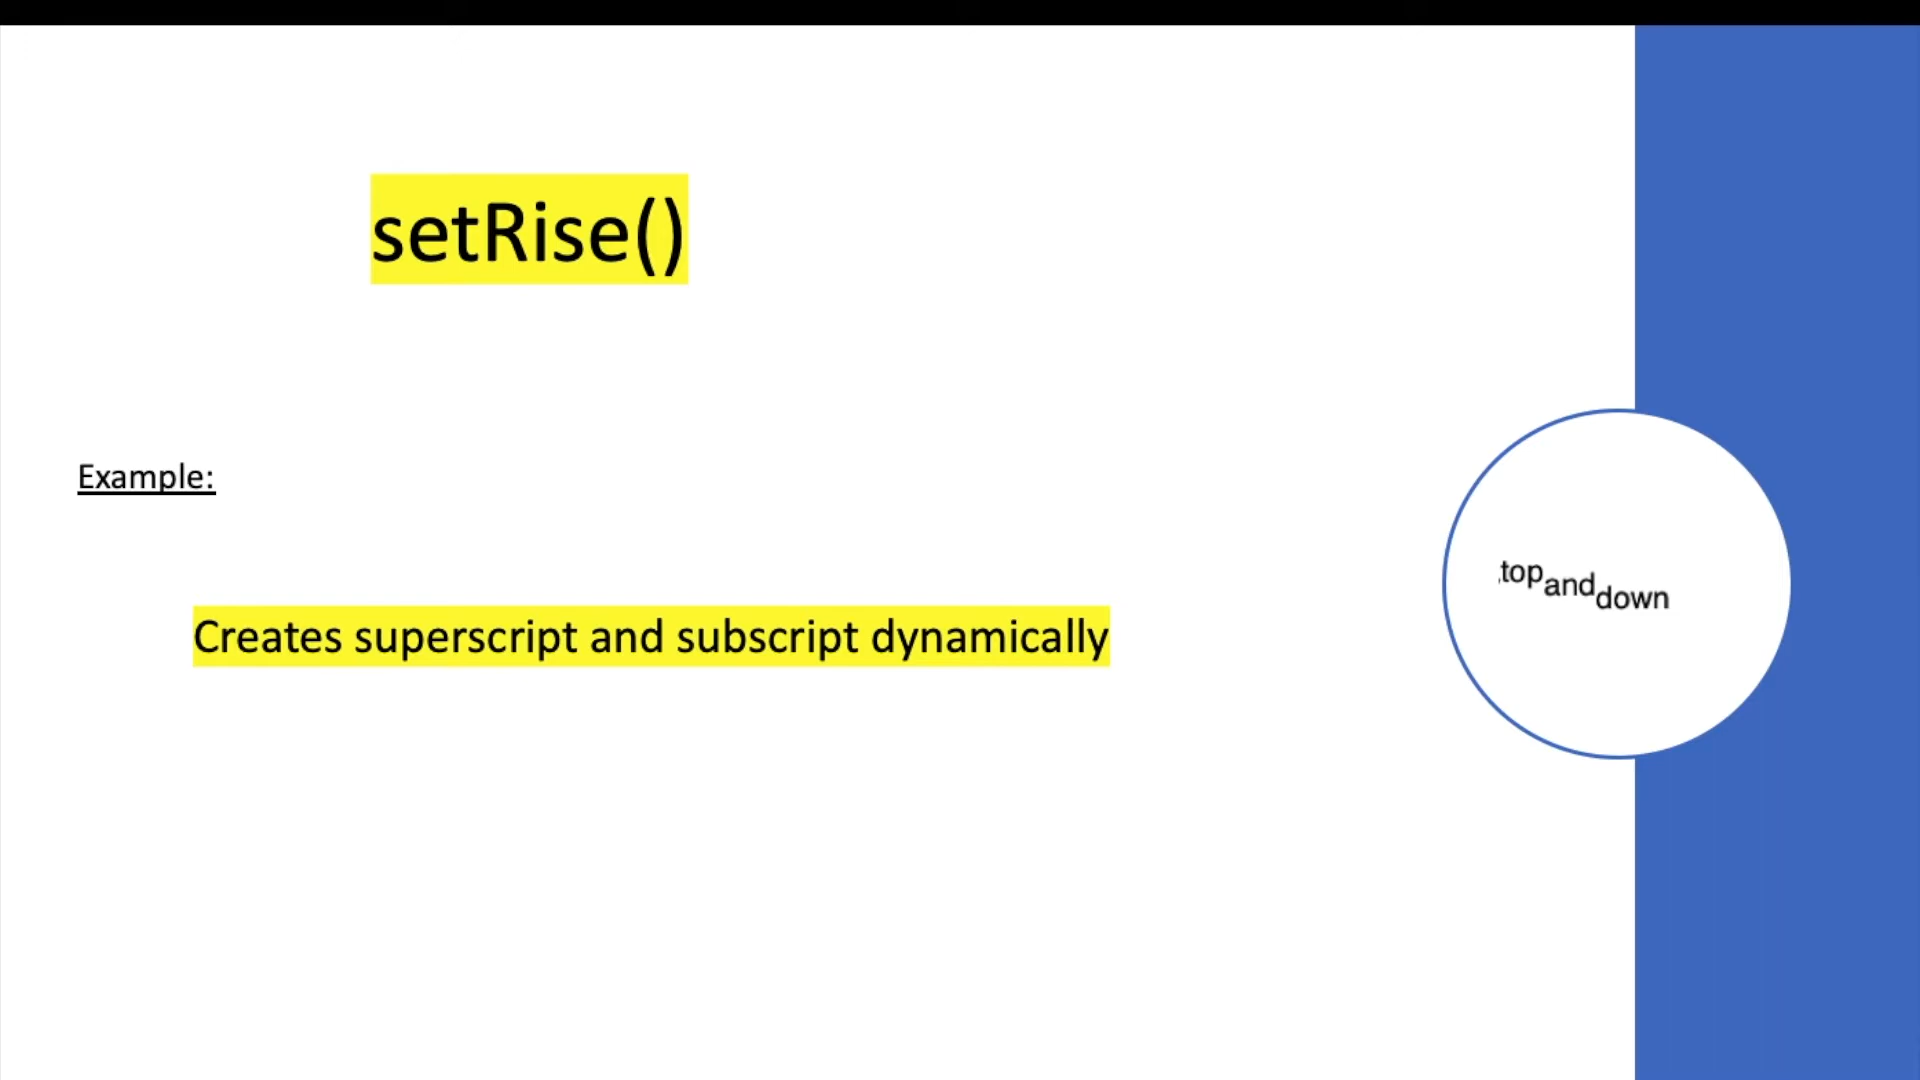 setRise()
Example:
Creates superscript and subscript dynamically
topanddown